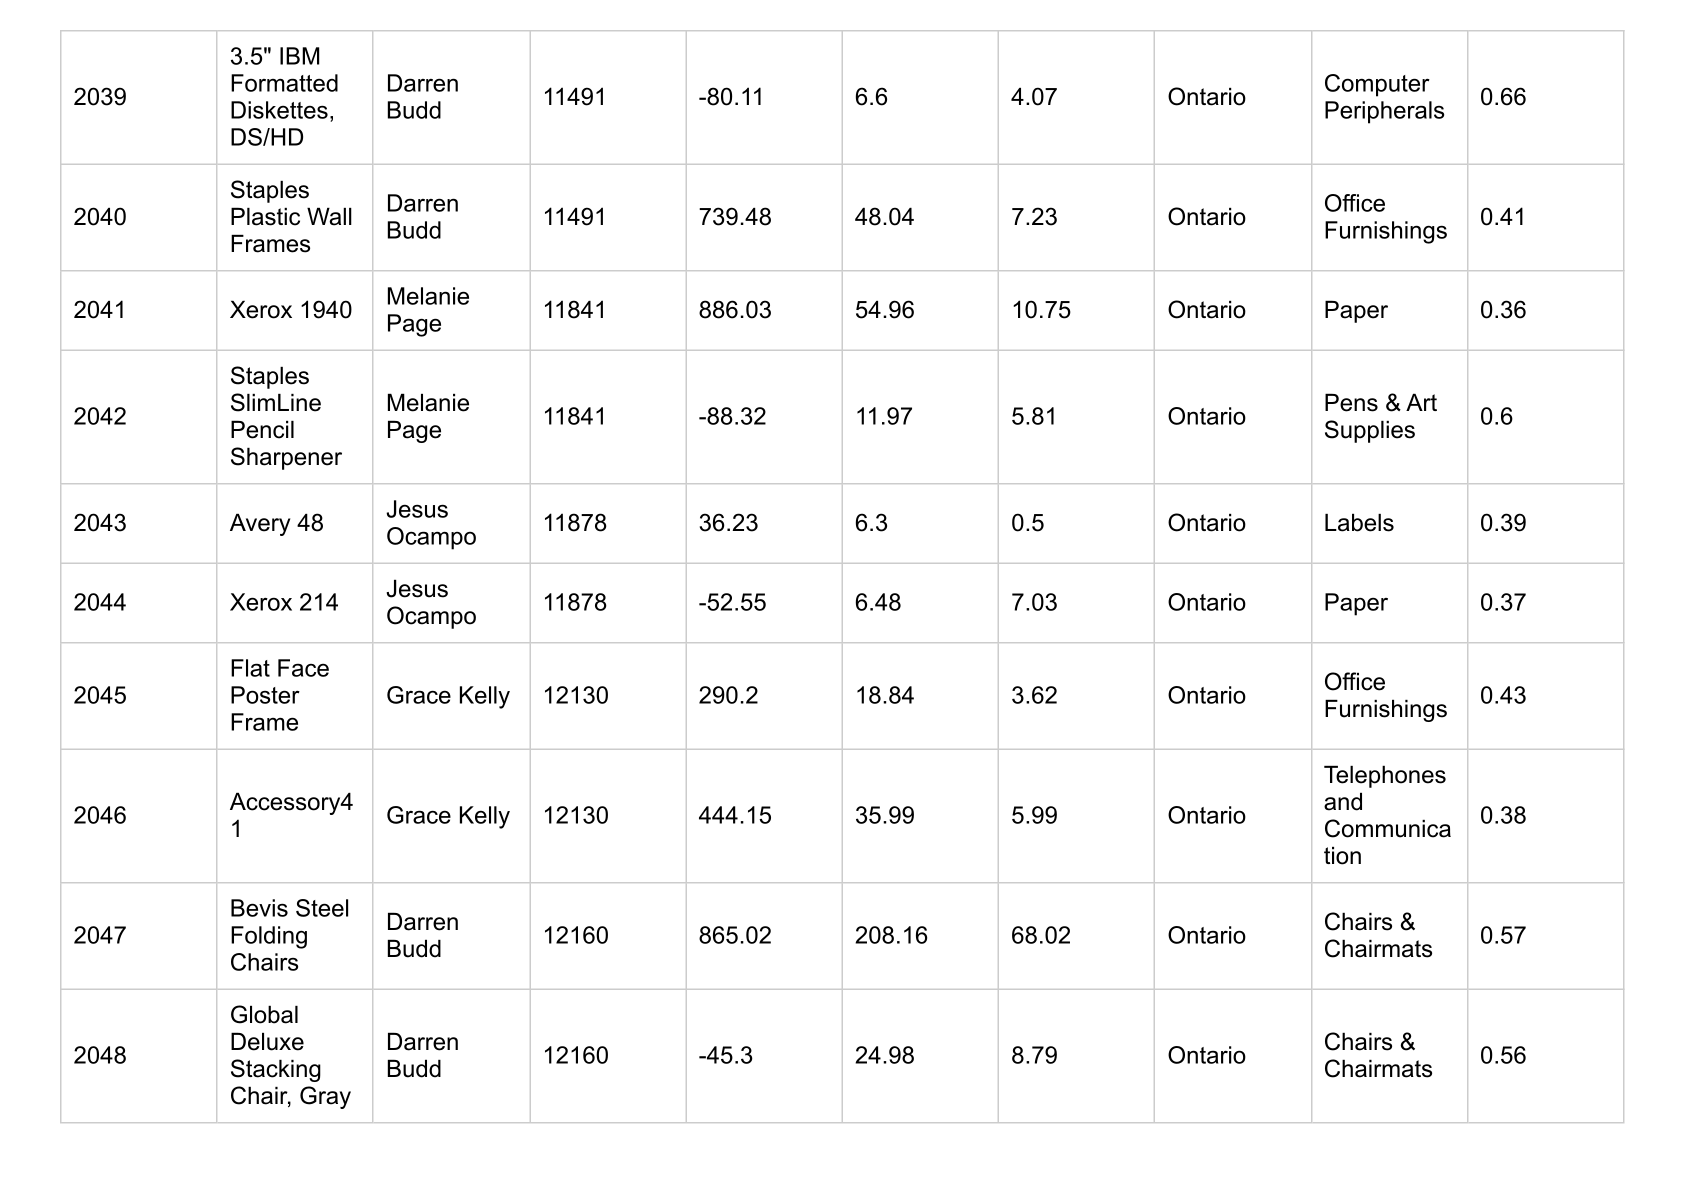 2039 3.5" IBM Formatted Diskettes, DS/HD Darren Budd 11491 -80.11 6.6 4.07 Ontario Computer Peripherals 0.66
2040 Staples Plastic Wall Frames Darren Budd 11491 739.48 48.04 7.23 Ontario Office Furnishings 0.41
2041 Xerox 1940 Melanie Page 11841 886.03 54.96 10.75 Ontario Paper 0.36
2042 Staples SlimLine Pencil Sharpener Melanie Page 11841 -88.32 11.97 5.81 Ontario Pens & Art Supplies 0.6
2043 Avery 48 Jesus Ocampo 11878 36.23 6.3 0.5 Ontario Labels 0.39
2044 Xerox 214 Jesus Ocampo 11878 -52.55 6.48 7.03 Ontario Paper 0.37
2045 Flat Face Poster Frame Grace Kelly 12130 290.2 18.84 3.62 Ontario Office Furnishings 0.43
2046 Accessory41 Grace Kelly 12130 444.15 35.99 5.99 Ontario Telephones and Communication 0.38
2047 Bevis Steel Folding Chairs Darren Budd 12160 865.02 208.16 68.02 Ontario Chairs & Chairmats 0.57
2048 Global Deluxe Stacking Chair, Gray Darren Budd 12160 -45.3 24.98 8.79 Ontario Chairs & Chairmats 0.56